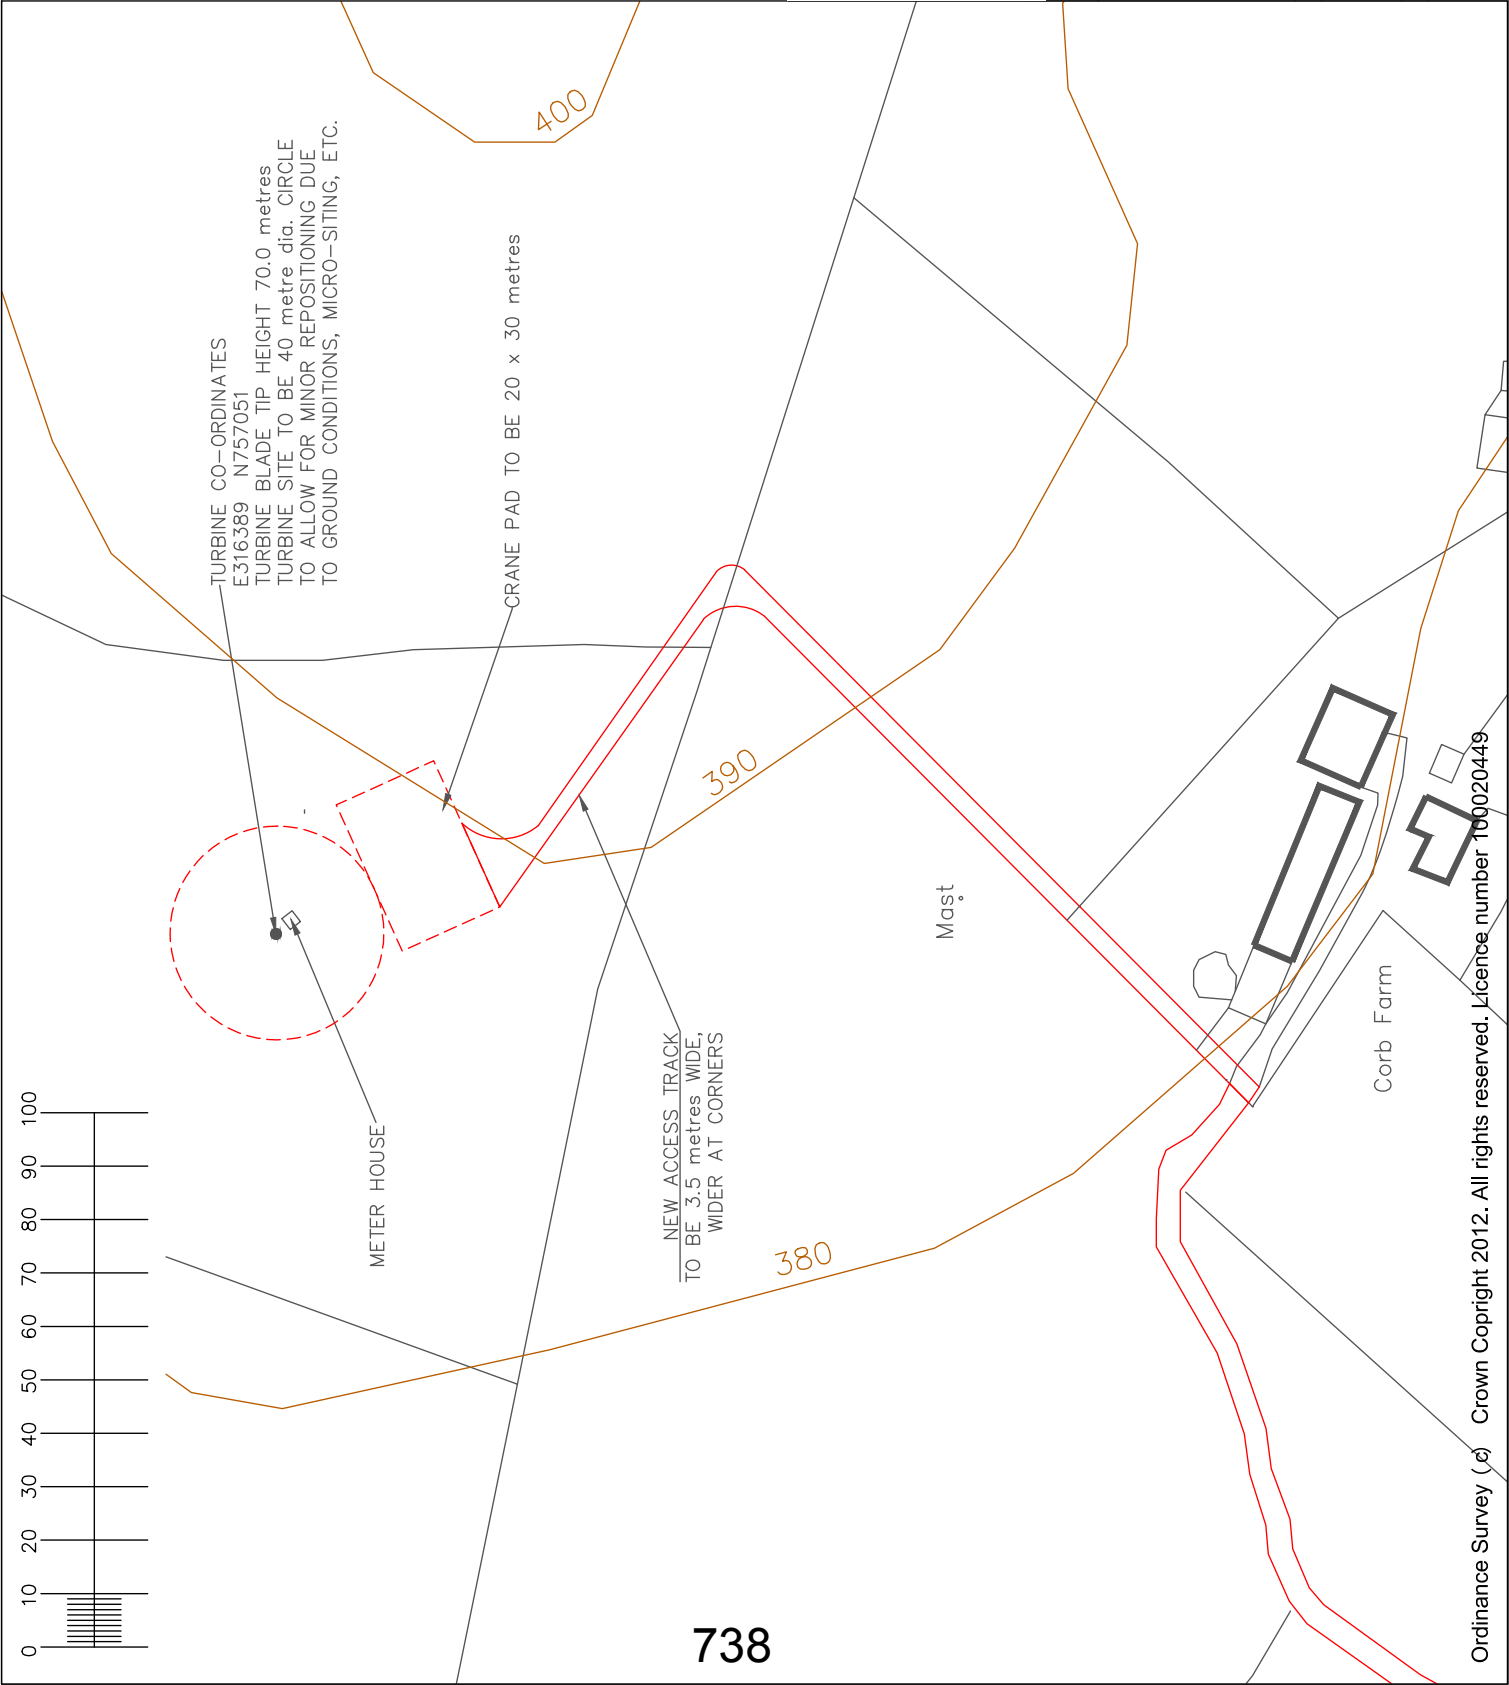 TURBINE CO-ORDINATES
E316389 N757051
TURBINE BLADE TIP HEIGHT 70.0 metres
TURBINE SITE TO BE 40 metre dia. CIRCLE
TO ALLOW FOR MINOR REPOSITIONING DUE
TO GROUND CONDITIONS, MICRO-SITING, ETC.
CRANE PAD TO BE 20 x 30 metres
400
390
380
METER HOUSE
NEW ACCESS TRACK
TO BE 3.5 metres WIDE,
WIDER AT CORNERS
Mast
Corb Farm
0 10 20 30 40 50 60 70 80 90 100
738
Ordinance Survey (c) Crown Copright 2012. All rights reserved. Licence number 100020449